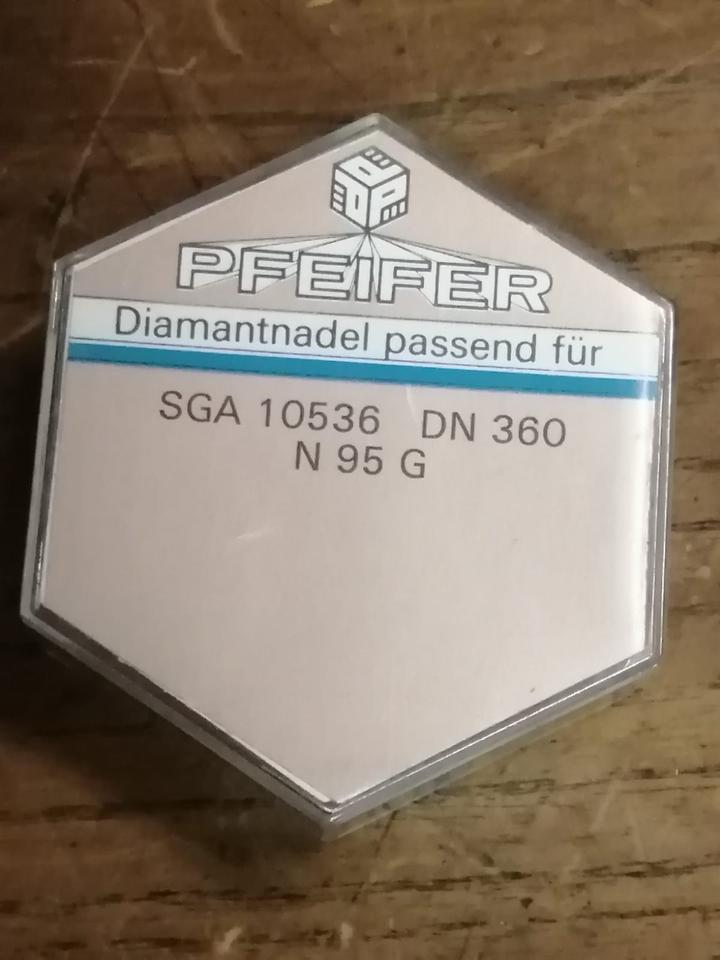 PFEIFER
Diamantnadel passend für
SGA 10536 DN 360
N 95 G